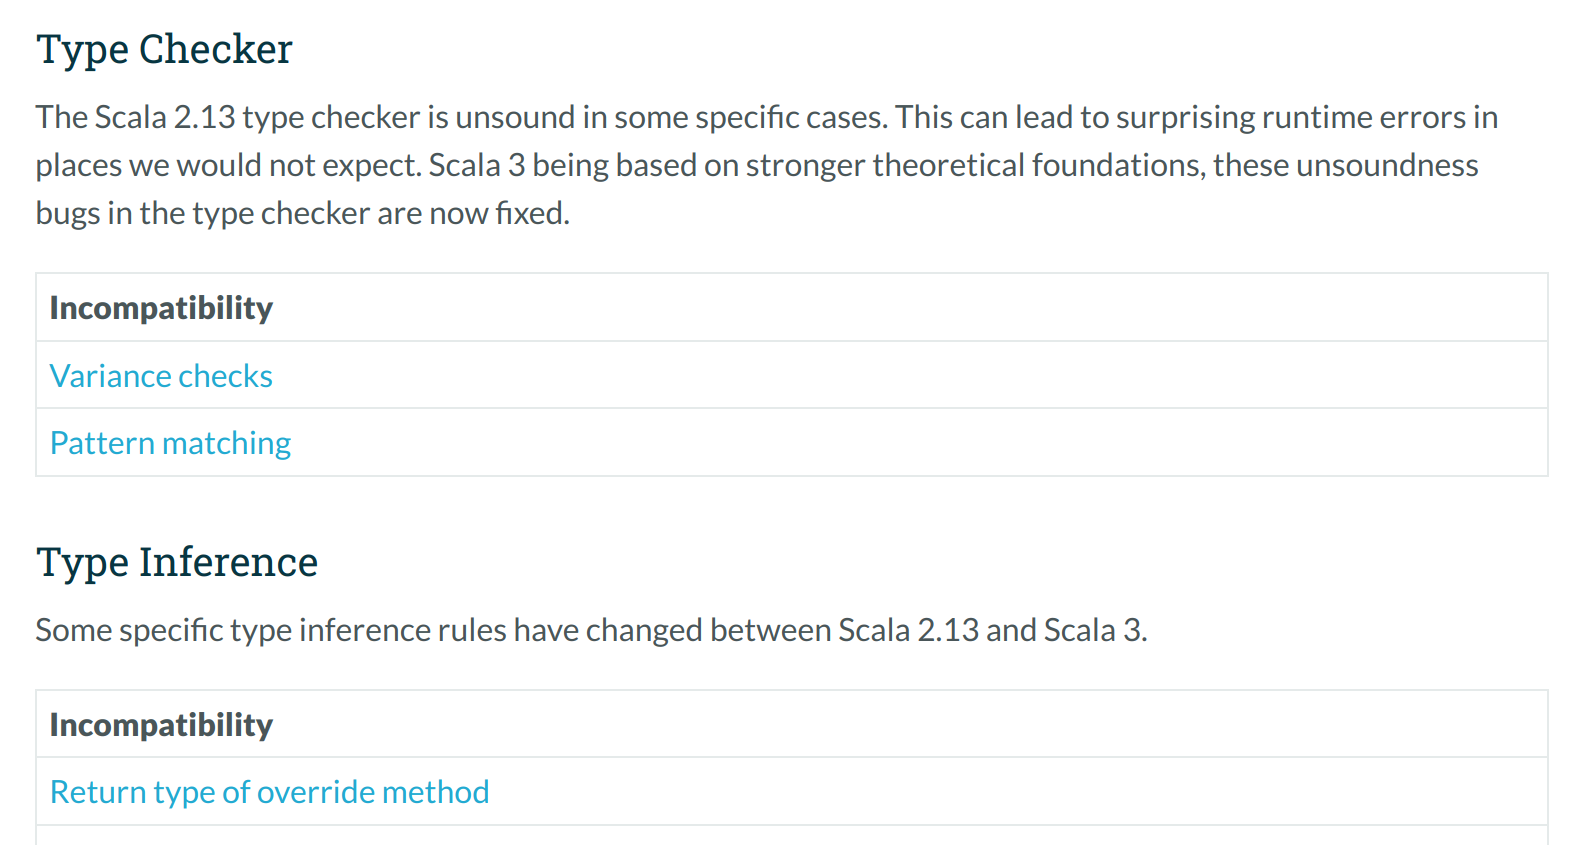 Type Checker
The Scala 2.13 type checker is unsound in some specific cases. This can lead to surprising runtime errors in
places we would not expect. Scala 3 being based on stronger theoretical foundations, these unsoundness
bugs in the type checker are now fixed.
Incompatibility
Variance checks
Pattern matching
Type Inference
Some specific type inference rules have changed between Scala 2.13 and Scala 3.
Incompatibility
Return type of override method